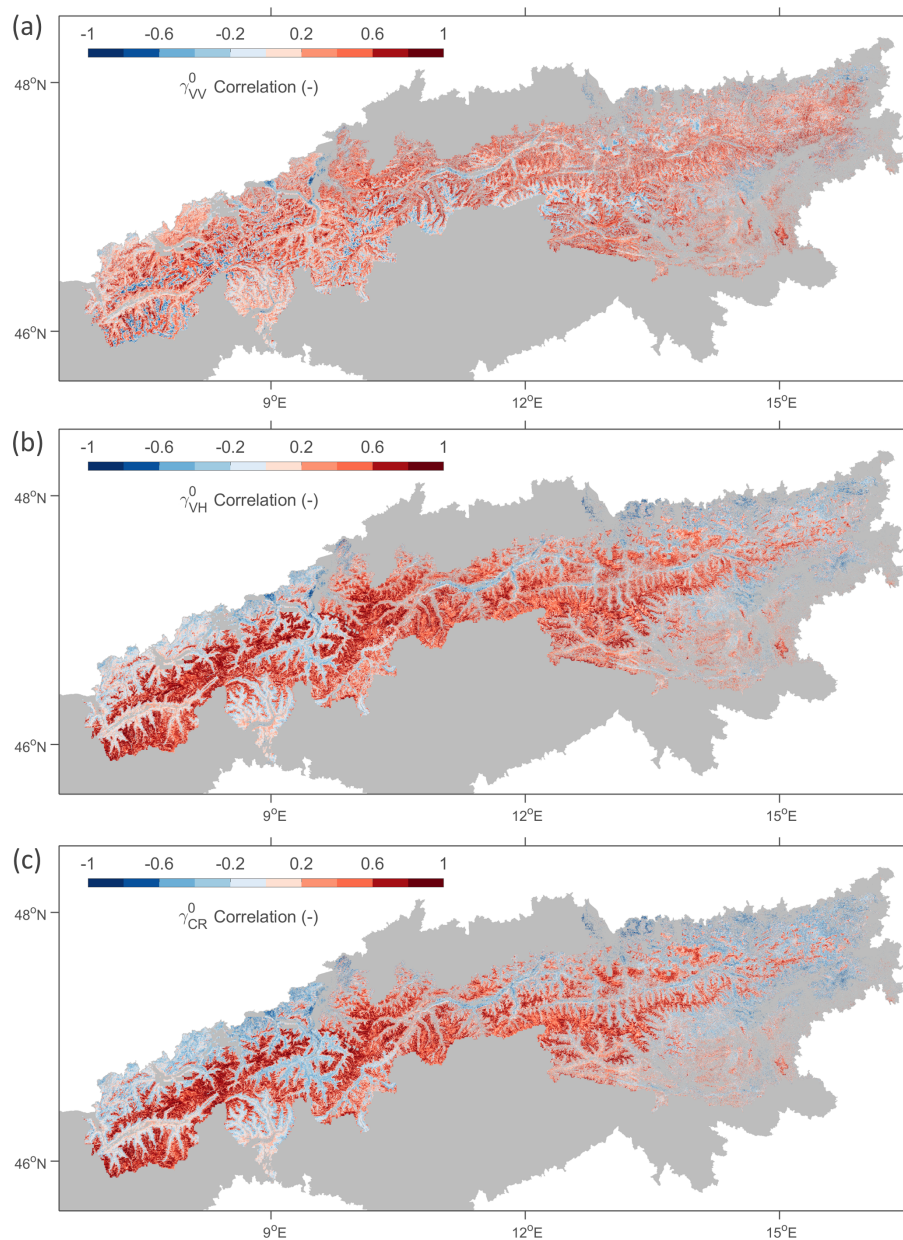 (a)
-1 -0.6 -0.2 0.2 0.6 1
γ⁰VV Correlation (-)
48°N
46°N
9°E 12°E 15°E
(b)
-1 -0.6 -0.2 0.2 0.6 1
γ⁰VH Correlation (-)
48°N
46°N
9°E 12°E 15°E
(c)
-1 -0.6 -0.2 0.2 0.6 1
γ⁰CR Correlation (-)
48°N
46°N
9°E 12°E 15°E